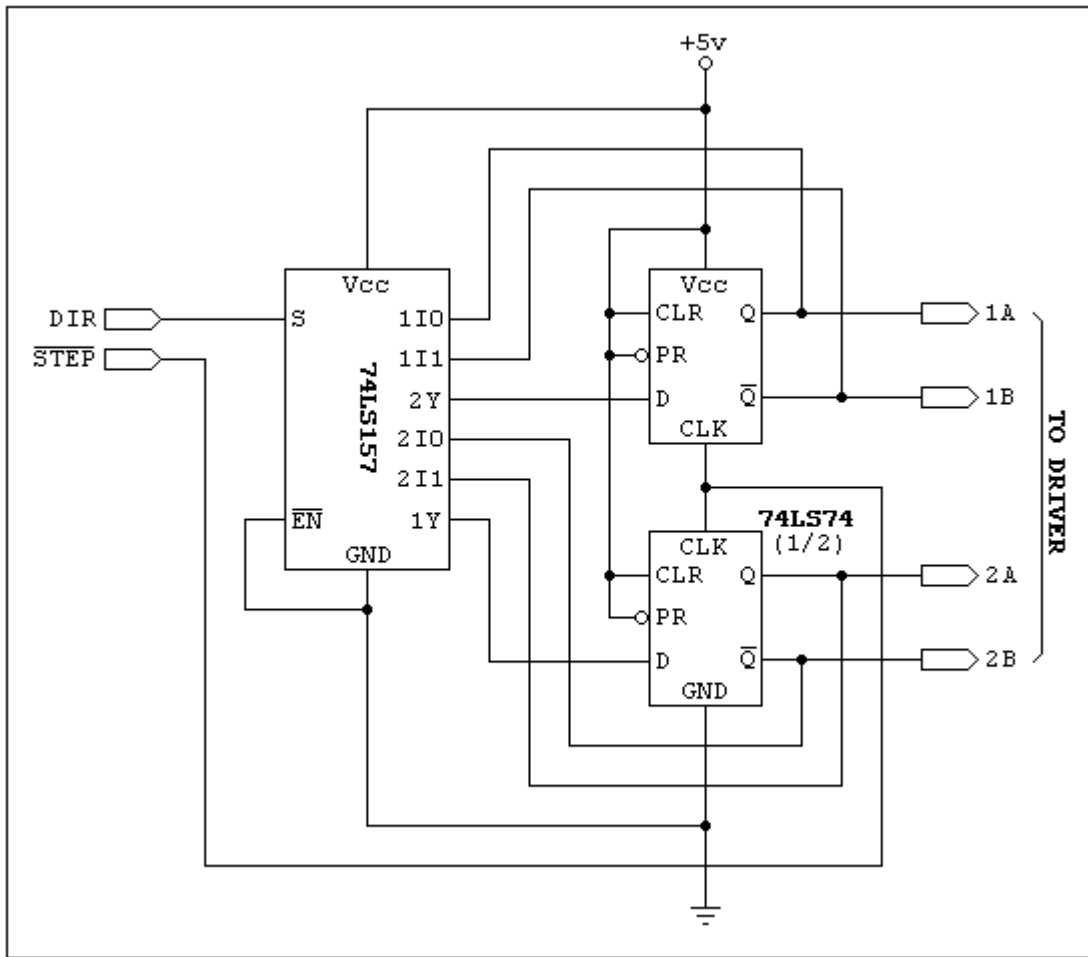 +5v
DIR
STEP
Vcc
S
1I0
1I1
2Y
2I0
2I1
1Y
EN
GND
74LS157
Vcc
CLR
Q
PR
D
Q
CLK
74LS74
(1/2)
CLK
CLR
Q
PR
D
Q
GND
1A
1B
2A
2B
TO DRIVER